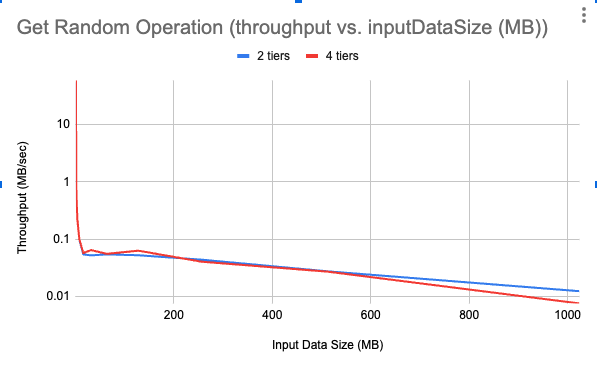 Get Random Operation (throughput vs. inputDataSize (MB))
2 tiers
4 tiers
Throughput (MB/sec)
10
1
0.1
0.01
200
400
600
800
1000
Input Data Size (MB)